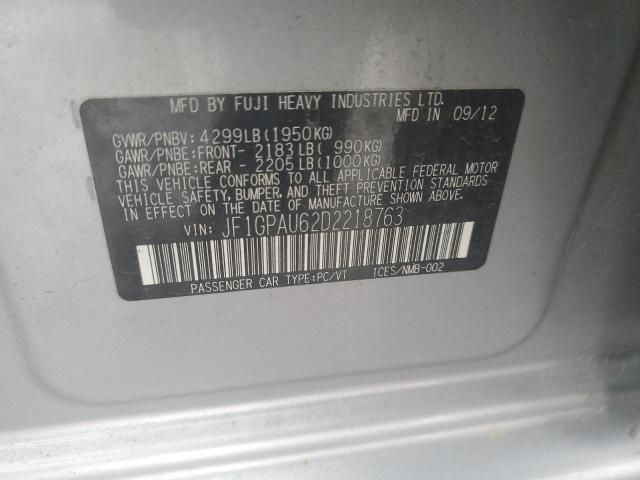 MFD BY FUJI HEAVY INDUSTRIES LTD.
MFD IN 09/12
GVWR/PNBV: 4299LB (1950KG)
GAWR/PNBE:FRONT- 2183LB ( 990KG)
GAWR/PNBE:REAR - 2205LB (1000KG)
THIS VEHICLE CONFORMS TO ALL APPLICABLE FEDERAL MOTOR
VEHICLE SAFETY, BUMPER, AND THEFT PREVENTION STANDARDS
IN EFFECT ON THE DATE OF MANUFACTURE SHOWN ABOVE.
VIN: JF1GPAU62D2218763
PASSENGER CAR TYPE:PC/VT ICES/NMB-002